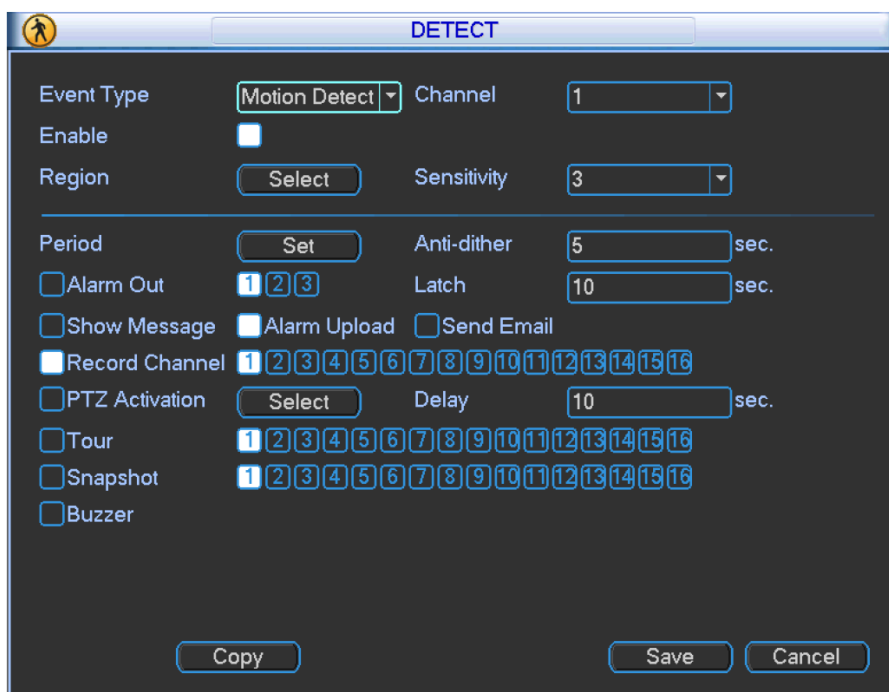 DETECT
Event Type Motion Detect Channel 1
Enable
Region Select Sensitivity 3
Period Set Anti-dither 5 sec.
Alarm Out 1 2 3 Latch 10 sec.
Show Message Alarm Upload Send Email
Record Channel 1 2 3 4 5 6 7 8 9 10 11 12 13 14 15 16
PTZ Activation Select Delay 10 sec.
Tour 1 2 3 4 5 6 7 8 9 10 11 12 13 14 15 16
Snapshot 1 2 3 4 5 6 7 8 9 10 11 12 13 14 15 16
Buzzer
Copy Save Cancel